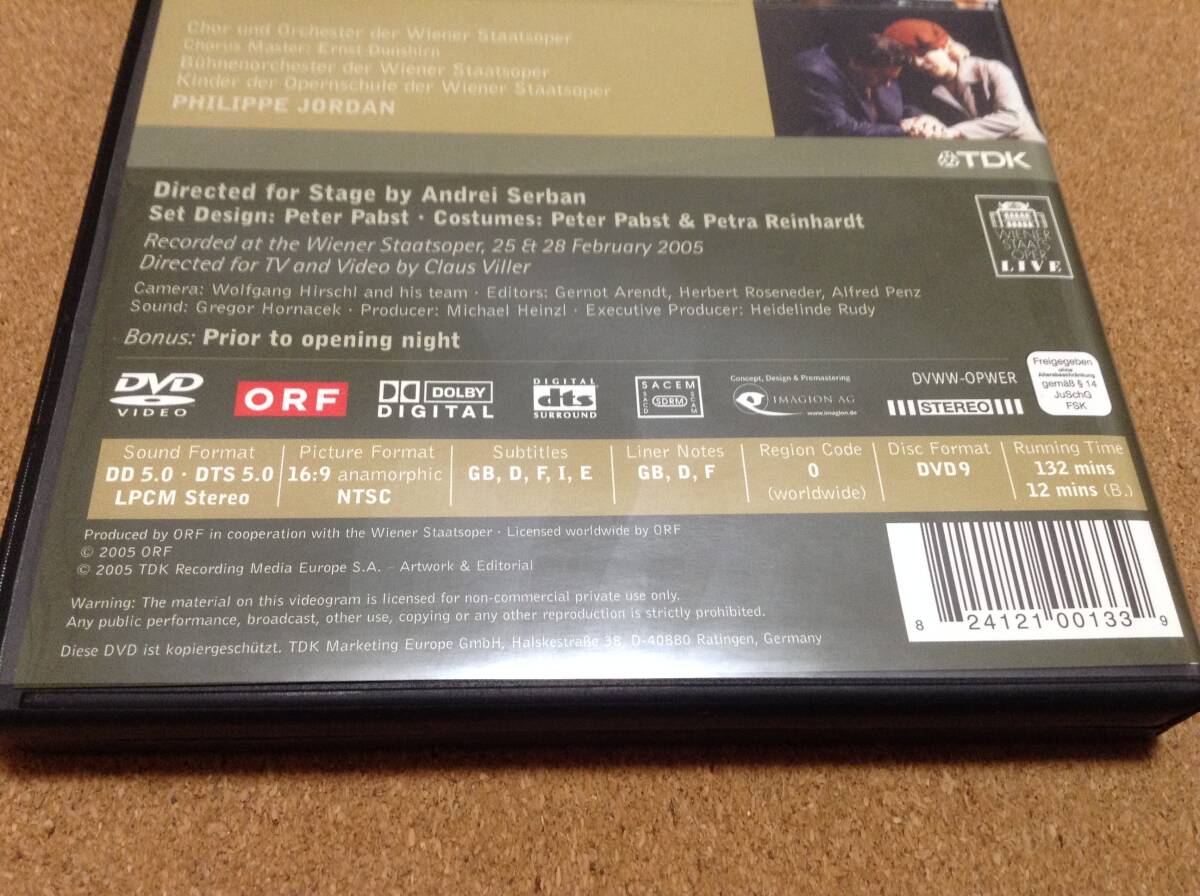 Chor und Orchester der Wiener Staatsoper
Chorus Master: Ernst Dunshirn
Bühnenorchester der Wiener Staatsoper
Kinder der Opernschule der Wiener Staatsoper
PHILIPPE JORDAN
TDK
Directed for Stage by Andrei Serban
Set Design: Peter Pabst · Costumes: Peter Pabst & Petra Reinhardt
Recorded at the Wiener Staatsoper, 25 & 28 February 2005
Directed for TV and Video by Claus Viller
Camera: Wolfgang Hirschl and his team · Editors: Gernot Arendt, Herbert Roseneder, Alfred Penz
Sound: Gregor Hornacek · Producer: Michael Heinzl · Executive Producer: Heidelinde Rudy
Bonus: Prior to opening night
WIENER
STAATS
OPER
LIVE
DVD
VIDEO
ORF
DOLBY
DIGITAL
DIGITAL
dts
SURROUND
SACEM
SDRM
SACD
SCAM
Concept, Design & Premastering
IMAGION AG
www.imagion.de
DVWW-OPWER
STEREO
Freigegeben
ohne
Altersbeschränkung
gemäß § 14
JuSchG
FSK
Sound Format
DD 5.0 · DTS 5.0
LPCM Stereo
Picture Format
16:9 anamorphic
NTSC
Subtitles
GB, D, F, I, E
Liner Notes
GB, D, F
Region Code
0
(worldwide)
Disc Format
DVD9
Running Time
132 mins
12 mins (B.)
Produced by ORF in cooperation with the Wiener Staatsoper · Licensed worldwide by ORF
© 2005 ORF
© 2005 TDK Recording Media Europe S.A. – Artwork & Editorial
Warning: The material on this videogram is licensed for non-commercial private use only.
Any public performance, broadcast, other use, copying or any other reproduction is strictly prohibited.
Diese DVD ist kopiergeschützt. TDK Marketing Europe GmbH, Halskestraße 38, D-40880 Ratingen, Germany
8 24121 00133 9